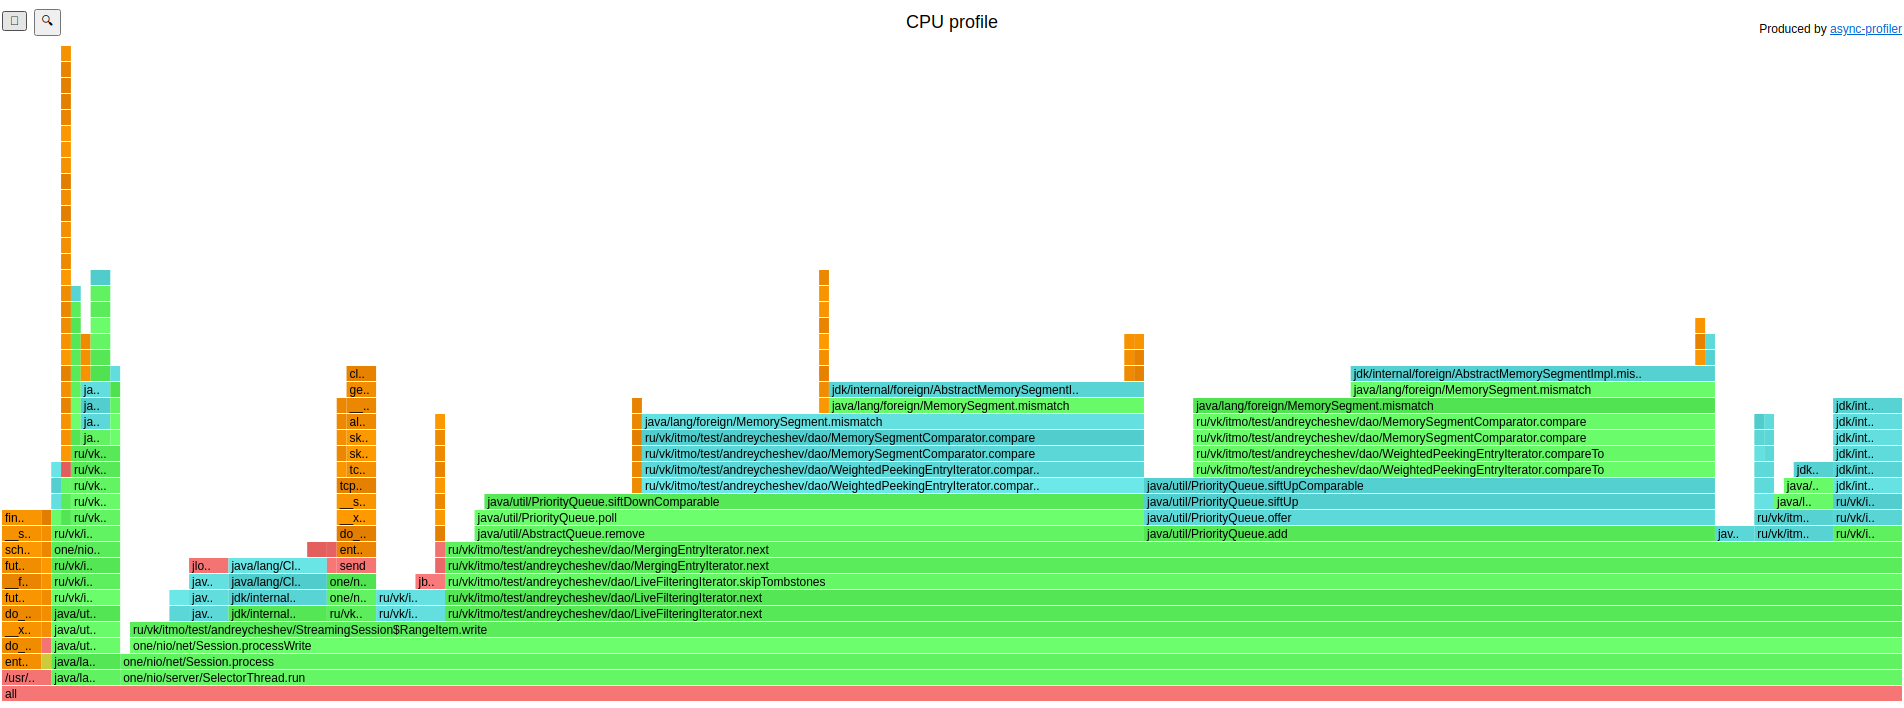 🔍
CPU profile
Produced by async-profiler
cl..
jdk/internal/foreign/AbstractMemorySegmentImpl.mis..
ja..
ge..
jdk/internal/foreign/AbstractMemorySegmentI..
java/lang/foreign/MemorySegment.mismatch
ja..
__..
java/lang/foreign/MemorySegment.mismatch
java/lang/foreign/MemorySegment.mismatch
jdk/int..
ja..
al..
java/lang/foreign/MemorySegment.mismatch
ru/vk/itmo/test/andreycheshev/dao/MemorySegmentComparator.compare
jdk/int..
ja..
sk..
ru/vk/itmo/test/andreycheshev/dao/MemorySegmentComparator.compare
ru/vk/itmo/test/andreycheshev/dao/MemorySegmentComparator.compare
jdk/int..
ru/vk..
sk..
ru/vk/itmo/test/andreycheshev/dao/MemorySegmentComparator.compare
ru/vk/itmo/test/andreycheshev/dao/WeightedPeekingEntryIterator.compareTo
jdk/int..
ru/vk..
tc..
ru/vk/itmo/test/andreycheshev/dao/WeightedPeekingEntryIterator.compar..
ru/vk/itmo/test/andreycheshev/dao/WeightedPeekingEntryIterator.compareTo
jdk..
jdk/int..
ru/vk..
tcp..
ru/vk/itmo/test/andreycheshev/dao/WeightedPeekingEntryIterator.compar..
java/util/PriorityQueue.siftUpComparable
java/..
jdk/int..
ru/vk..
__s..
java/util/PriorityQueue.siftDownComparable
java/util/PriorityQueue.siftUp
java/l..
ru/vk/i..
fin..
ru/vk..
__x..
java/util/PriorityQueue.poll
java/util/PriorityQueue.offer
ru/vk/itm..
ru/vk/i..
__s..
ru/vk/i..
do_..
java/util/AbstractQueue.remove
java/util/PriorityQueue.add
jav..
ru/vk/itm..
ru/vk/i..
sch..
one/nio..
ent..
ru/vk/itmo/test/andreycheshev/dao/MergingEntryIterator.next
fut..
ru/vk/i..
jlo..
java/lang/Cl..
send
ru/vk/itmo/test/andreycheshev/dao/MergingEntryIterator.next
__f..
ru/vk/i..
jav..
java/lang/Cl..
one/n..
jb..
ru/vk/itmo/test/andreycheshev/dao/LiveFilteringIterator.skipTombstones
fut..
ru/vk/i..
jav..
jdk/internal..
one/n..
ru/vk/i..
ru/vk/itmo/test/andreycheshev/dao/LiveFilteringIterator.next
do_..
java/ut..
jav..
jdk/internal..
ru/vk..
ru/vk/i..
ru/vk/itmo/test/andreycheshev/dao/LiveFilteringIterator.next
__x..
java/ut..
ru/vk/itmo/test/andreycheshev/StreamingSession$RangeItem.write
do_..
java/ut..
one/nio/net/Session.processWrite
ent..
java/la..
one/nio/net/Session.process
/usr/..
java/la..
one/nio/server/SelectorThread.run
all